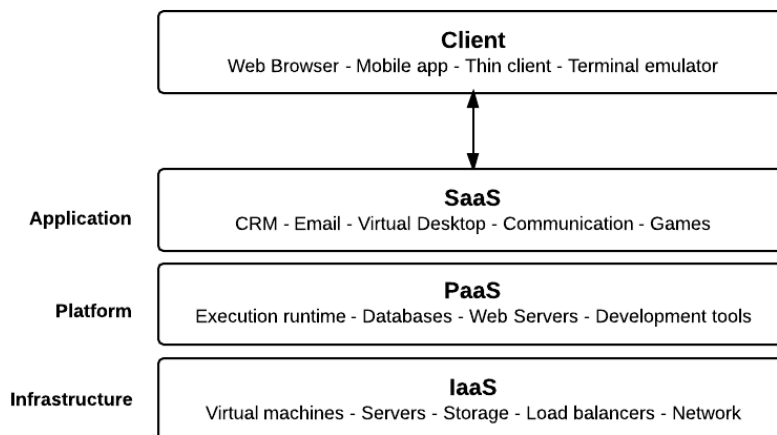 Client
Web Browser - Mobile app - Thin client - Terminal emulator
Application
SaaS
CRM - Email - Virtual Desktop - Communication - Games
Platform
PaaS
Execution runtime - Databases - Web Servers - Development tools
Infrastructure
IaaS
Virtual machines - Servers - Storage - Load balancers - Network